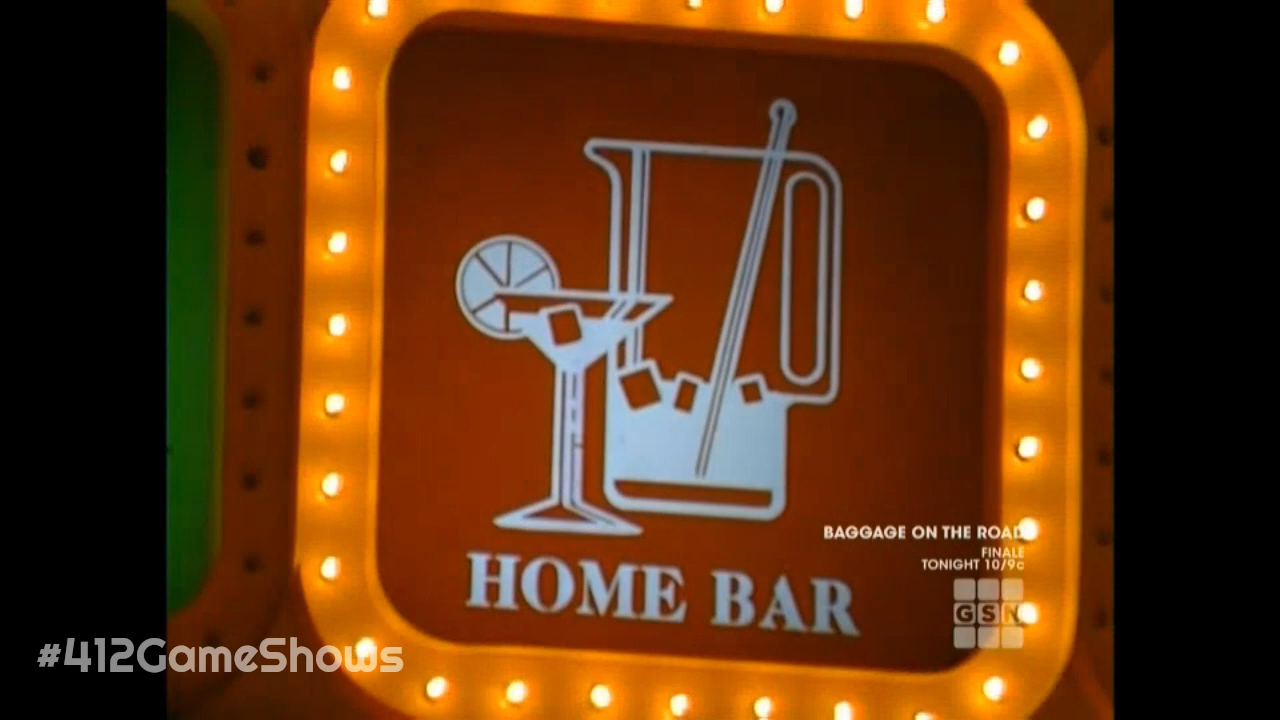 HOME BAR
BAGGAGE ON THE ROAD
FINALE
TONIGHT 10/9c
GSN
#412GameShows